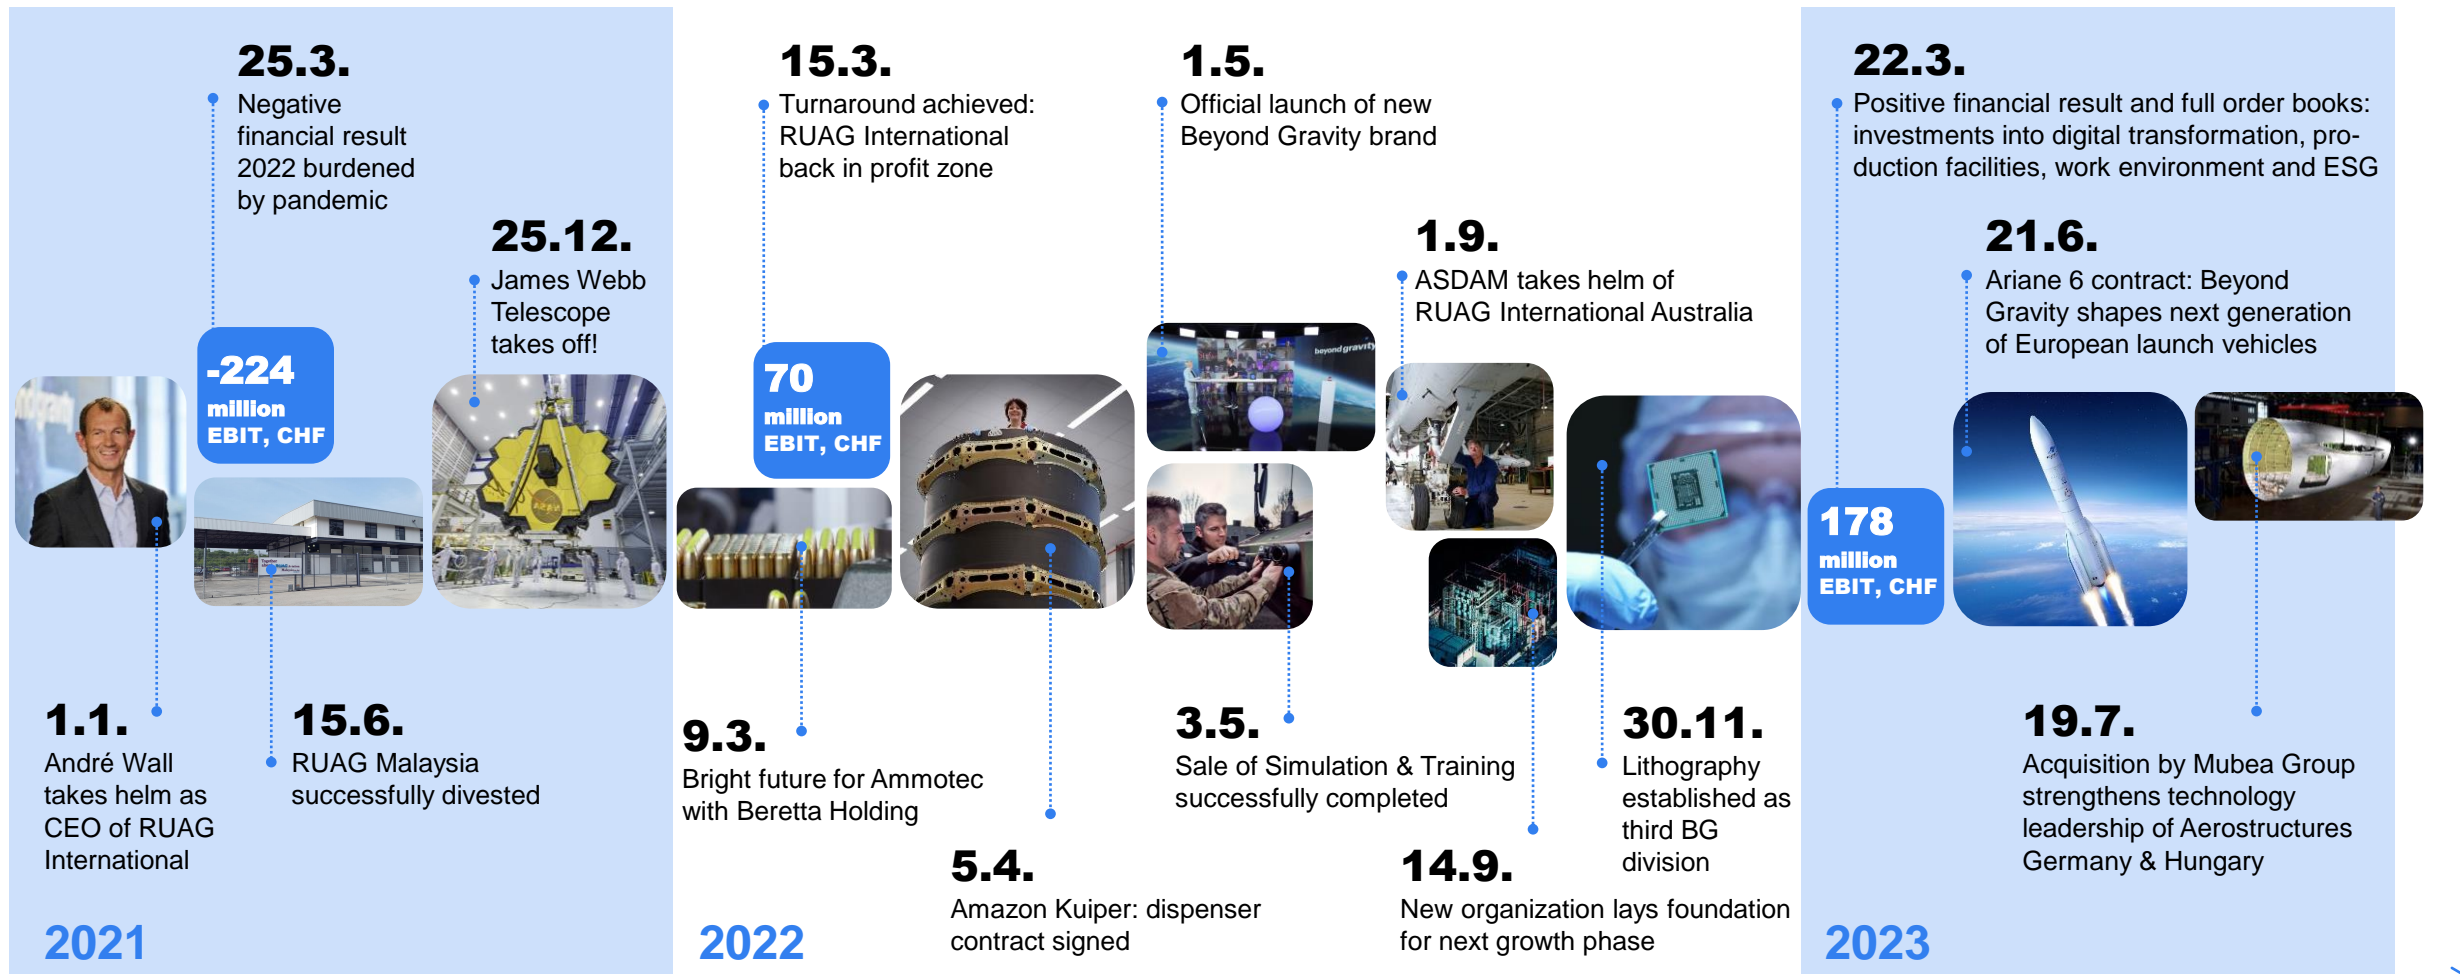 25.3.
Negative
financial result
2022 burdened
by pandemic
25.12.
James Webb
Telescope
takes off!
-224
million
EBIT, CHF
1.1.
André Wall
takes helm as
CEO of RUAG
International
15.6.
RUAG Malaysia
successfully divested
2021
15.3.
Turnaround achieved:
RUAG International
back in profit zone
1.5.
Official launch of new
Beyond Gravity brand
1.9.
ASDAM takes helm of
RUAG International Australia
70
million
EBIT, CHF
beyond gravity
9.3.
Bright future for Ammotec
with Beretta Holding
5.4.
Amazon Kuiper: dispenser
contract signed
3.5.
Sale of Simulation & Training
successfully completed
14.9.
New organization lays foundation
for next growth phase
30.11.
Lithography
established as
third BG
division
2022
22.3.
Positive financial result and full order books:
investments into digital transformation, pro-
duction facilities, work environment and ESG
21.6.
Ariane 6 contract: Beyond
Gravity shapes next generation
of European launch vehicles
178
million
EBIT, CHF
19.7.
Acquisition by Mubea Group
strengthens technology
leadership of Aerostructures
Germany & Hungary
2023